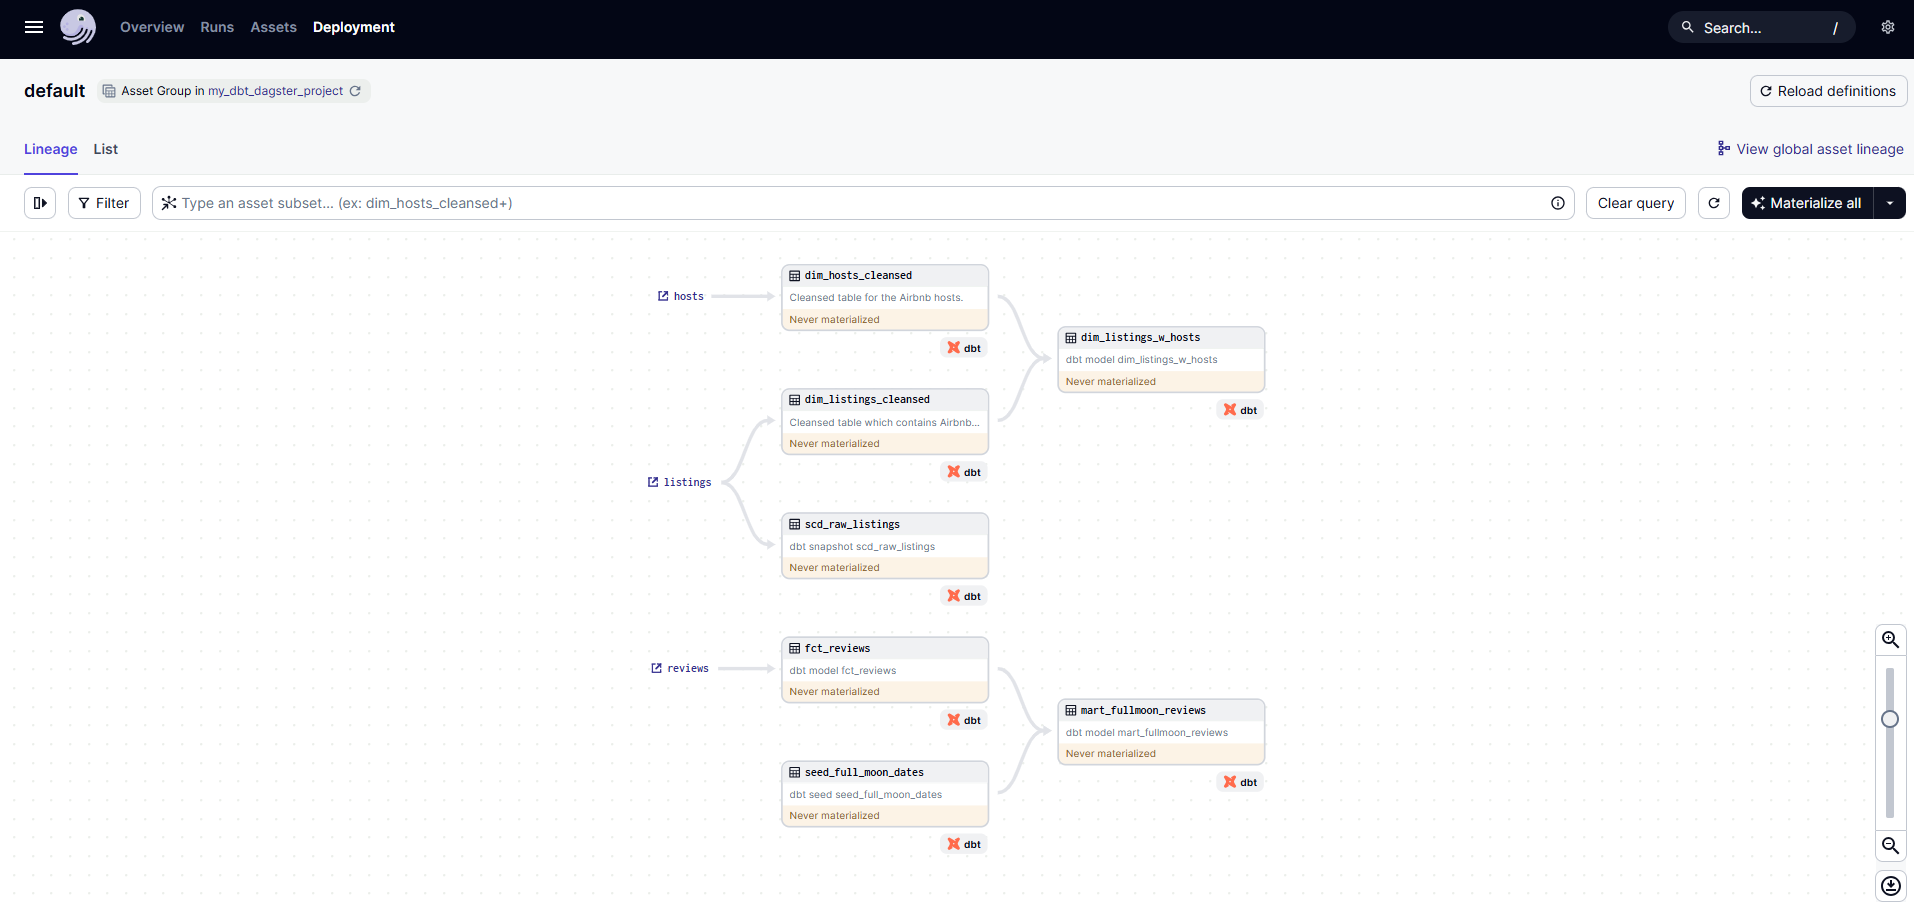 Overview Runs Assets Deployment Search... /
default Asset Group in my_dbt_dagster_project Reload definitions
Lineage List View global asset lineage
Filter Type an asset subset... (ex: dim_hosts_cleansed+) Clear query Materialize all
hosts
dim_hosts_cleansed
Cleansed table for the Airbnb hosts.
Never materialized
dbt
dim_listings_w_hosts
dbt model dim_listings_w_hosts
Never materialized
dbt
dim_listings_cleansed
Cleansed table which contains Airbnb...
Never materialized
dbt
listings
scd_raw_listings
dbt snapshot scd_raw_listings
Never materialized
dbt
reviews
fct_reviews
dbt model fct_reviews
Never materialized
dbt
mart_fullmoon_reviews
dbt model mart_fullmoon_reviews
Never materialized
dbt
seed_full_moon_dates
dbt seed seed_full_moon_dates
Never materialized
dbt